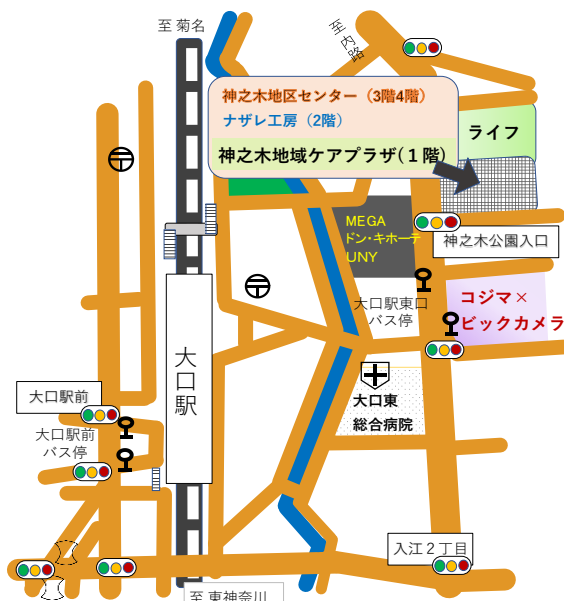 至 菊名
至内路
神之木地区センター（3階4階）
ナザレ工房（2階）
神之木地域ケアプラザ(１階)
ライフ
MEGA
ドン・キホーテ
UNY
神之木公園入口
大口駅東口
バス停
コジマ×
ビックカメラ
大口駅
大口駅前
大口駅前
バス停
大口東
総合病院
入江２丁目
至 東神奈川